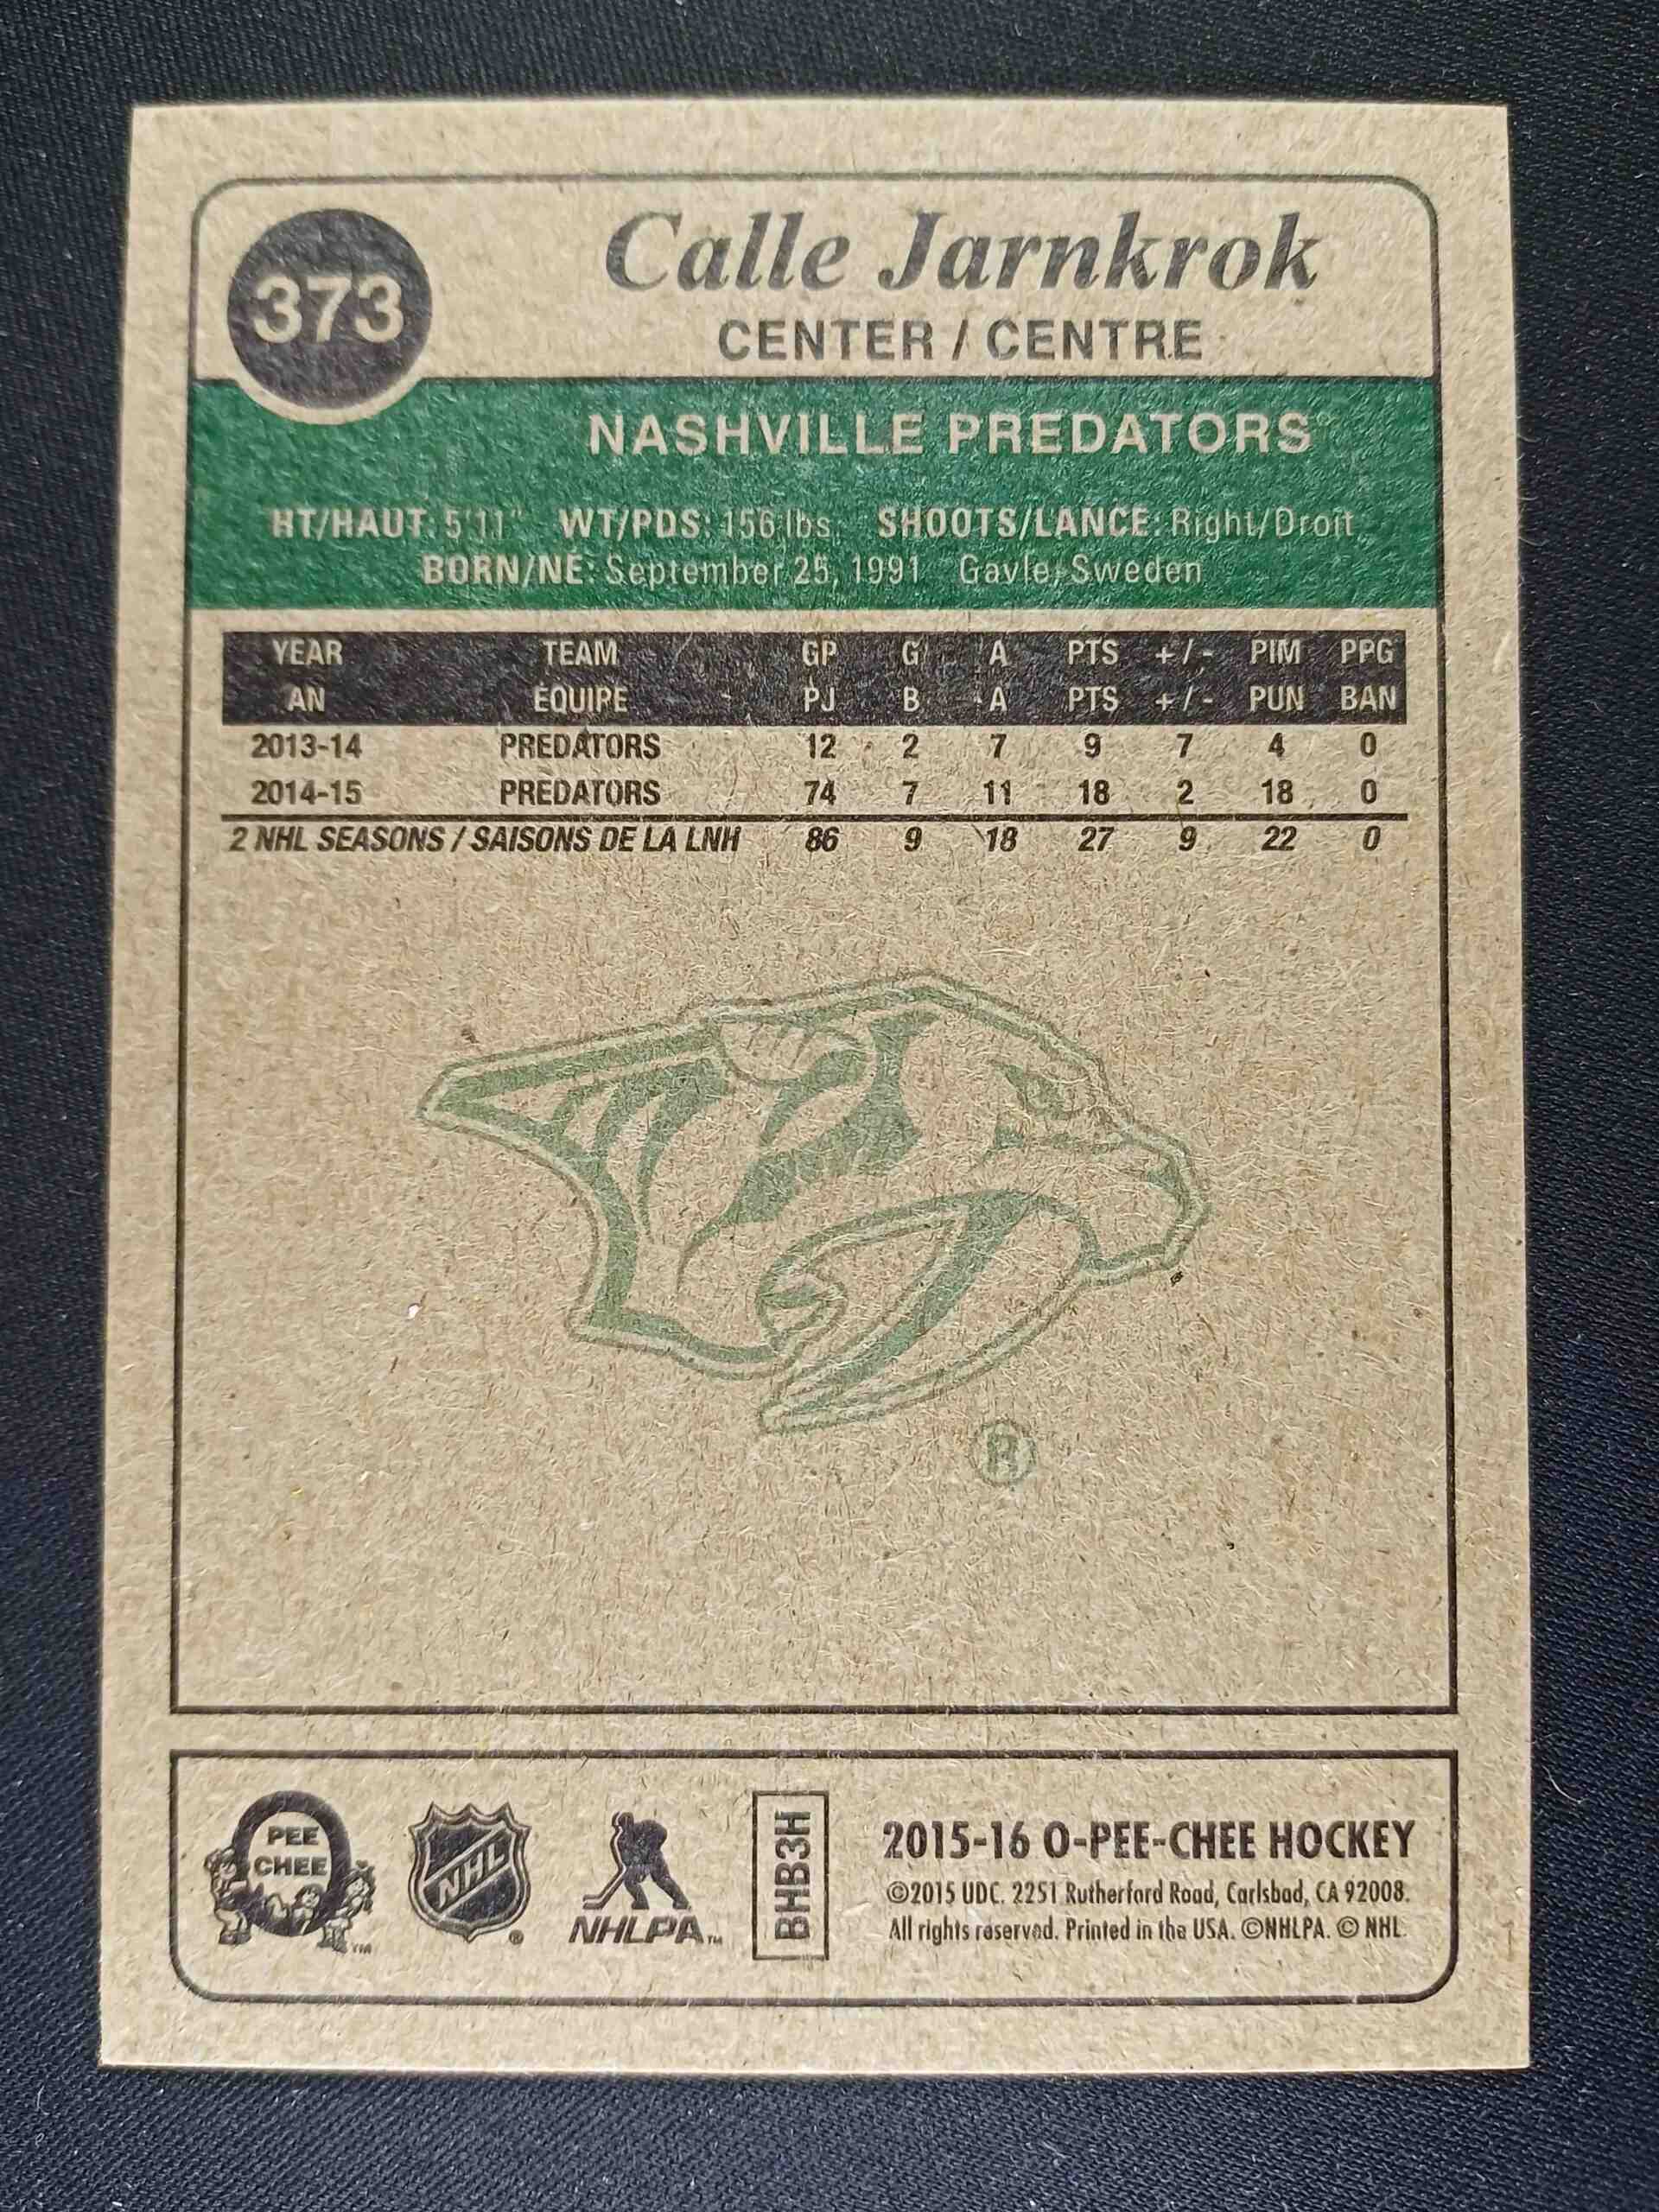 373
Calle Jarnkrok
CENTER / CENTRE
NASHVILLE PREDATORS
HT/HAUT: 5'11" WT/PDS: 156 lbs. SHOOTS/LANCE: Right/Droit
BORN/NÉ: September 25, 1991 Gavle, Sweden
YEAR TEAM GP G A PTS +/- PIM PPG
AN ÉQUIPE PJ B A PTS +/- PUN BAN
2013-14 PREDATORS 12 2 7 9 7 4 0
2014-15 PREDATORS 74 7 11 18 2 18 0
2 NHL SEASONS / SAISONS DE LA LNH 86 9 18 27 9 22 0
®
O
PEE
CHEE
TM
NHL
®
NHLPA™
BHB3H
2015-16 O-PEE-CHEE HOCKEY
©2015 UDC. 2251 Rutherford Road, Carlsbad, CA 92008.
All rights reserved. Printed in the USA. ©NHLPA. © NHL.